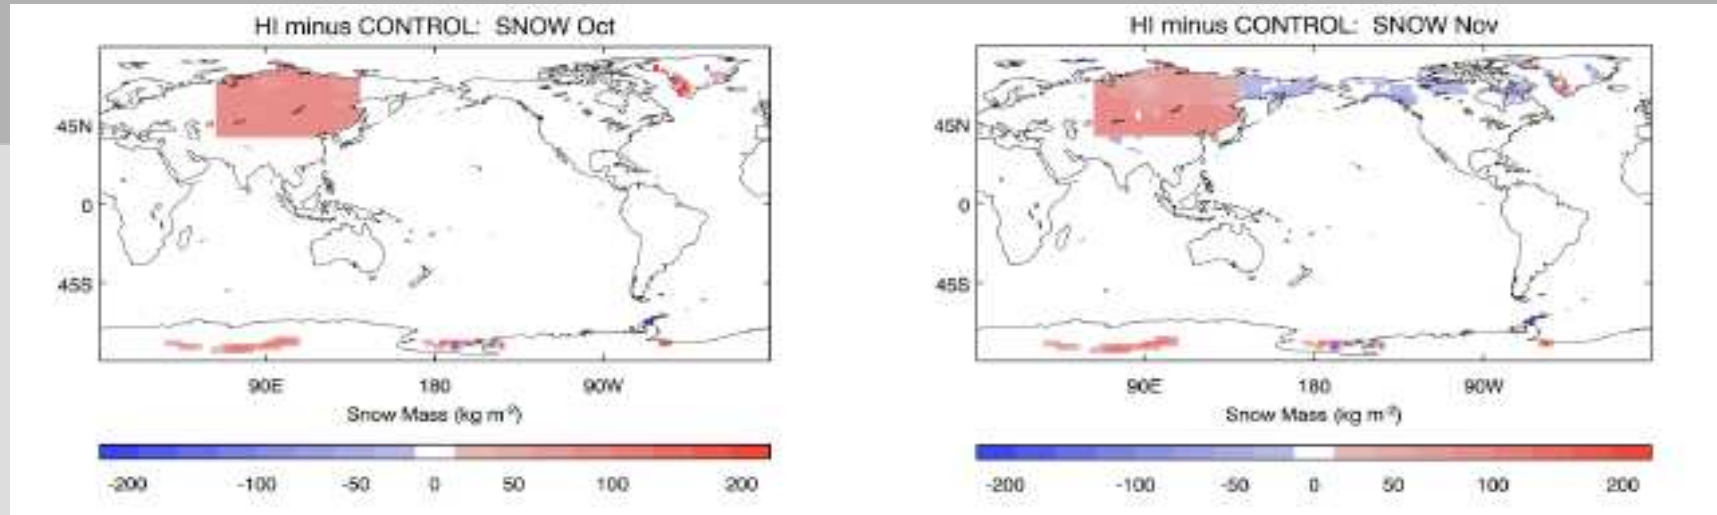 HI minus CONTROL: SNOW Oct
45N
0
45S
90E 180 90W
Snow Mass (kg m⁻²)
-200 -100 -50 0 50 100 200
HI minus CONTROL: SNOW Nov
45N
0
45S
90E 180 90W
Snow Mass (kg m⁻²)
-200 -100 -50 0 50 100 200